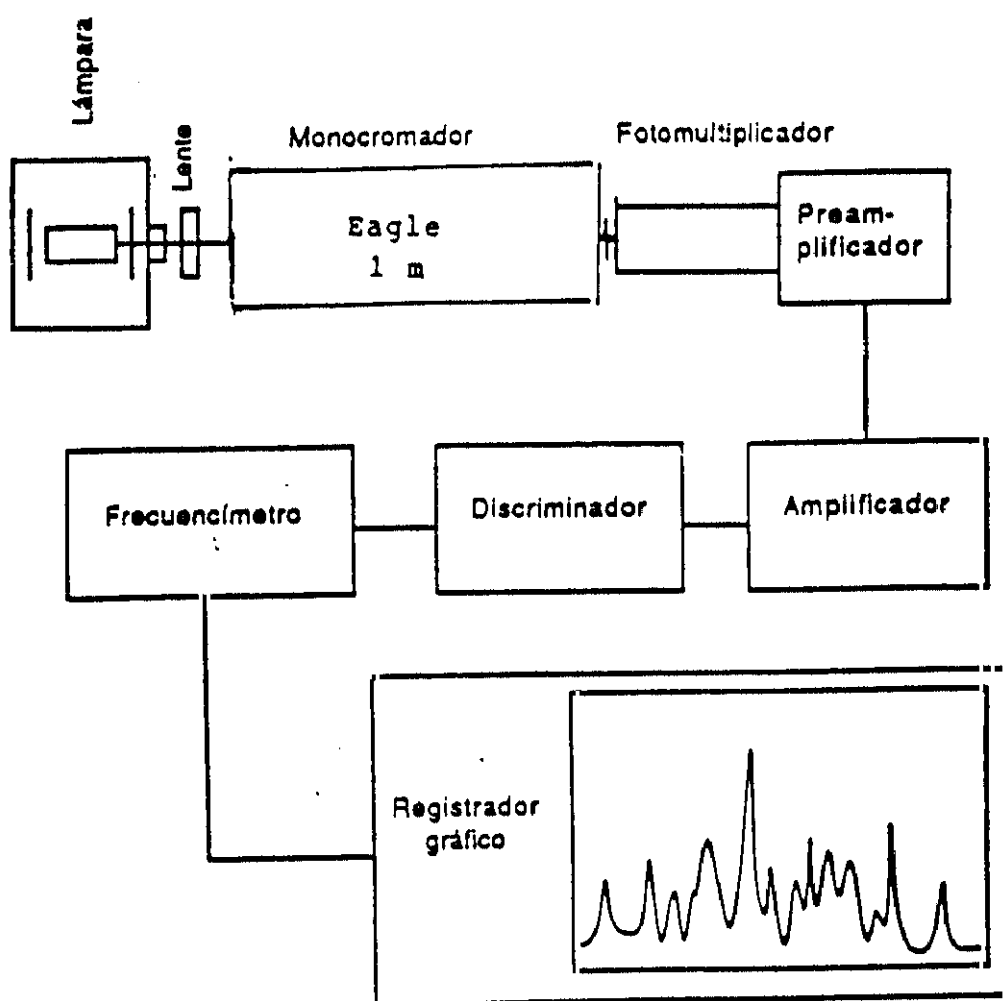 Lámpara
Lente
Monocromador
Fotomultiplicador
Eagle
1 m
Pream-
plificador
Frecuencímetro
Discriminador
Amplificador
Registrador
gráfico